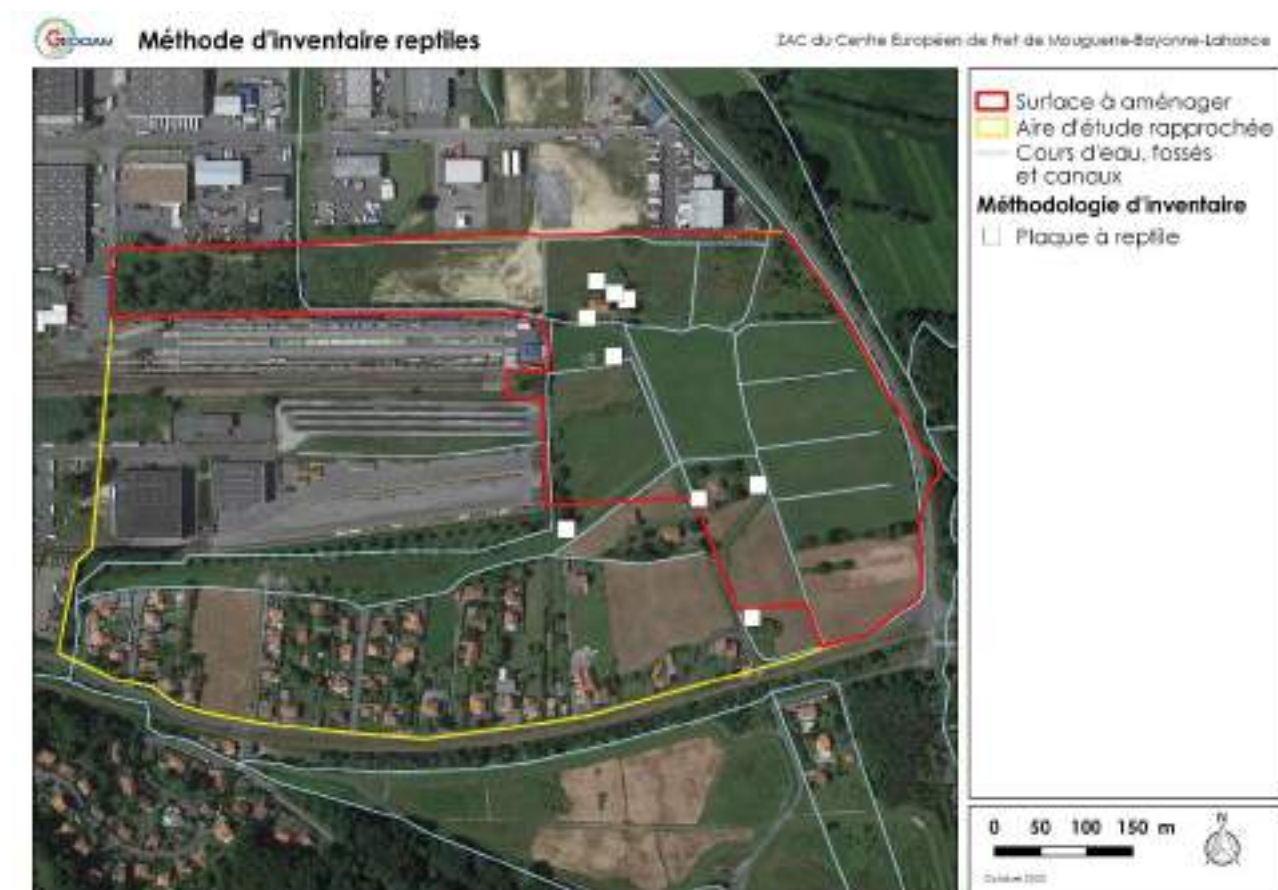 GEOCIAM
Méthode d'inventaire reptiles
ZAC du Centre Européen de Fret de Mouguerre-Bayonne-Lahonce
Surface à aménager
Aire d'étude rapprochée
Cours d'eau, fossés
et canaux
Méthodologie d'inventaire
Plaque à reptile
0 50 100 150 m
N